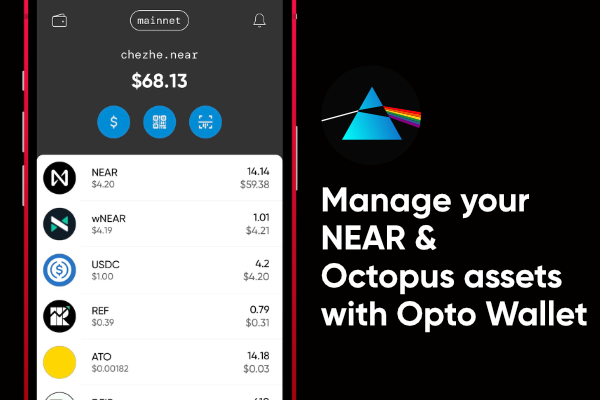 mainnet
chezhe.near
$68.13
$
NEAR 14.14
$4.20 $59.38
wNEAR 1.01
$4.19 $4.21
USDC 4.2
$1.00 $4.20
REF 0.79
$0.39 $0.31
ATO 14.18
$0.00182 $0.03
Manage your
NEAR &
Octopus assets
with Opto Wallet